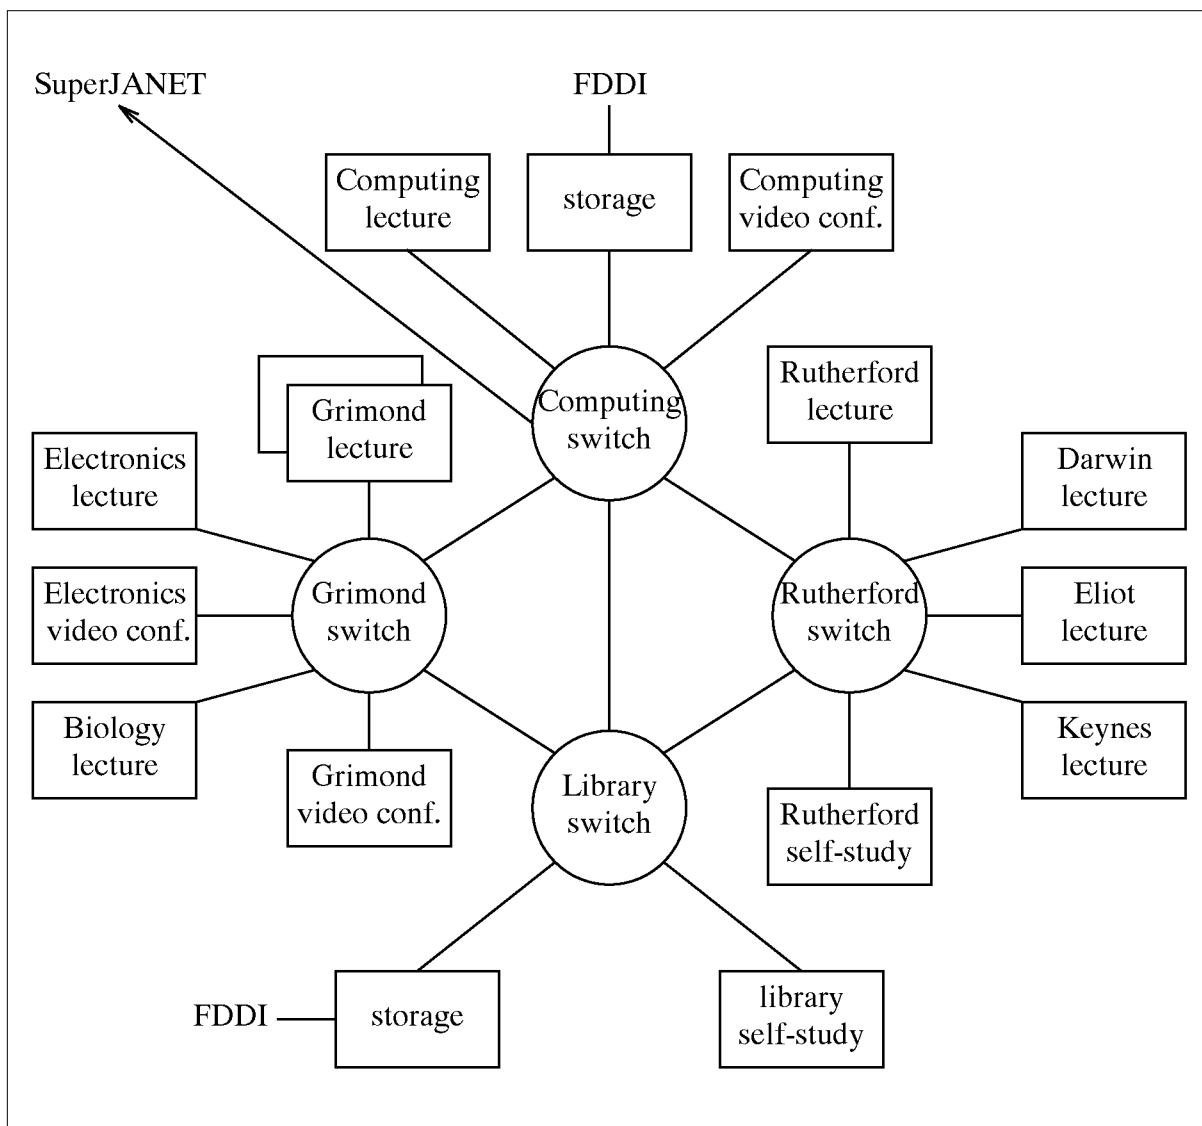 SuperJANET
FDDI
Computing
lecture
storage
Computing
video conf.
Computing
switch
Rutherford
lecture
Grimond
lecture
Electronics
lecture
Darwin
lecture
Electronics
video conf.
Grimond
switch
Rutherford
switch
Eliot
lecture
Biology
lecture
Grimond
video conf.
Library
switch
Rutherford
self-study
Keynes
lecture
FDDI
storage
library
self-study